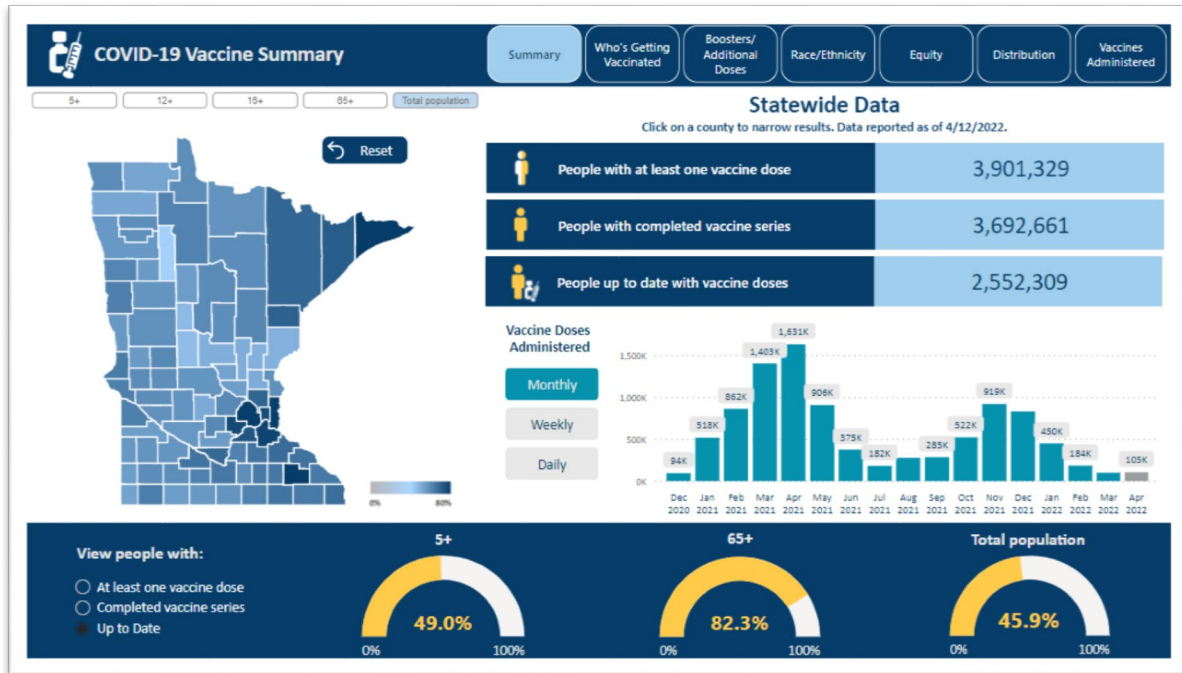 COVID-19 Vaccine Summary
Summary
Who's Getting
Vaccinated
Boosters/
Additional
Doses
Race/Ethnicity
Equity
Distribution
Vaccines
Administered
5+
12+
16+
65+
Total population
Reset
0%
80%
Statewide Data
Click on a county to narrow results. Data reported as of 4/12/2022.
People with at least one vaccine dose
3,901,329
People with completed vaccine series
3,692,661
People up to date with vaccine doses
2,552,309
Vaccine Doses
Administered
Monthly
Weekly
Daily
1,500K
1,000K
500K
0K
94K
518K
862K
1,403K
1,631K
906K
375K
182K
285K
522K
919K
450K
184K
105K
Dec
2020
Jan
2021
Feb
2021
Mar
2021
Apr
2021
May
2021
Jun
2021
Jul
2021
Aug
2021
Sep
2021
Oct
2021
Nov
2021
Dec
2021
Jan
2022
Feb
2022
Mar
2022
Apr
2022
View people with:
At least one vaccine dose
Completed vaccine series
Up to Date
5+
49.0%
0%
100%
65+
82.3%
0%
100%
Total population
45.9%
0%
100%